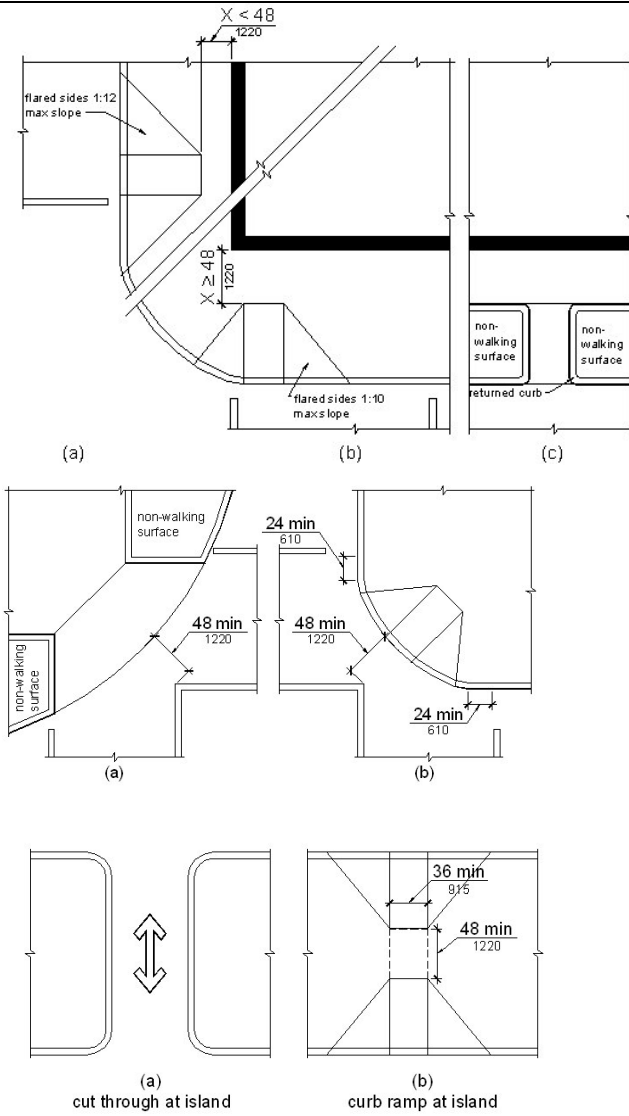 X < 48
1220
flared sides 1:12
max slope
X ≥ 48
1220
non-
walking
surface
non-
walking
surface
returned curb
flared sides 1:10
max slope
(a)
(b)
(c)
non-walking
surface
24 min
610
48 min
1220
48 min
1220
non-walking
surface
24 min
610
(a)
(b)
36 min
915
48 min
1220
(a)
cut through at island
(b)
curb ramp at island